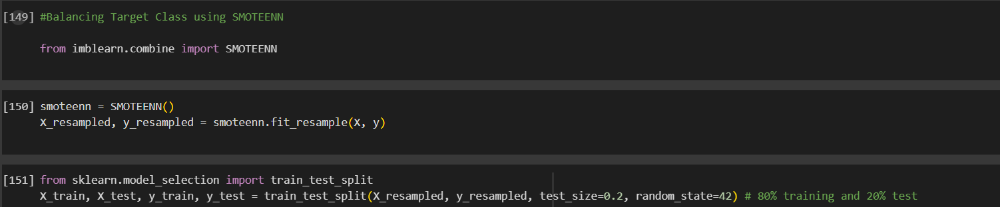 [149] #Balancing Target Class using SMOTEENN
from imblearn.combine import SMOTEENN
[150] smoteenn = SMOTEENN()
X_resampled, y_resampled = smoteenn.fit_resample(X, y)
[151] from sklearn.model_selection import train_test_split
X_train, X_test, y_train, y_test = train_test_split(X_resampled, y_resampled, test_size=0.2, random_state=42) # 80% training and 20% test